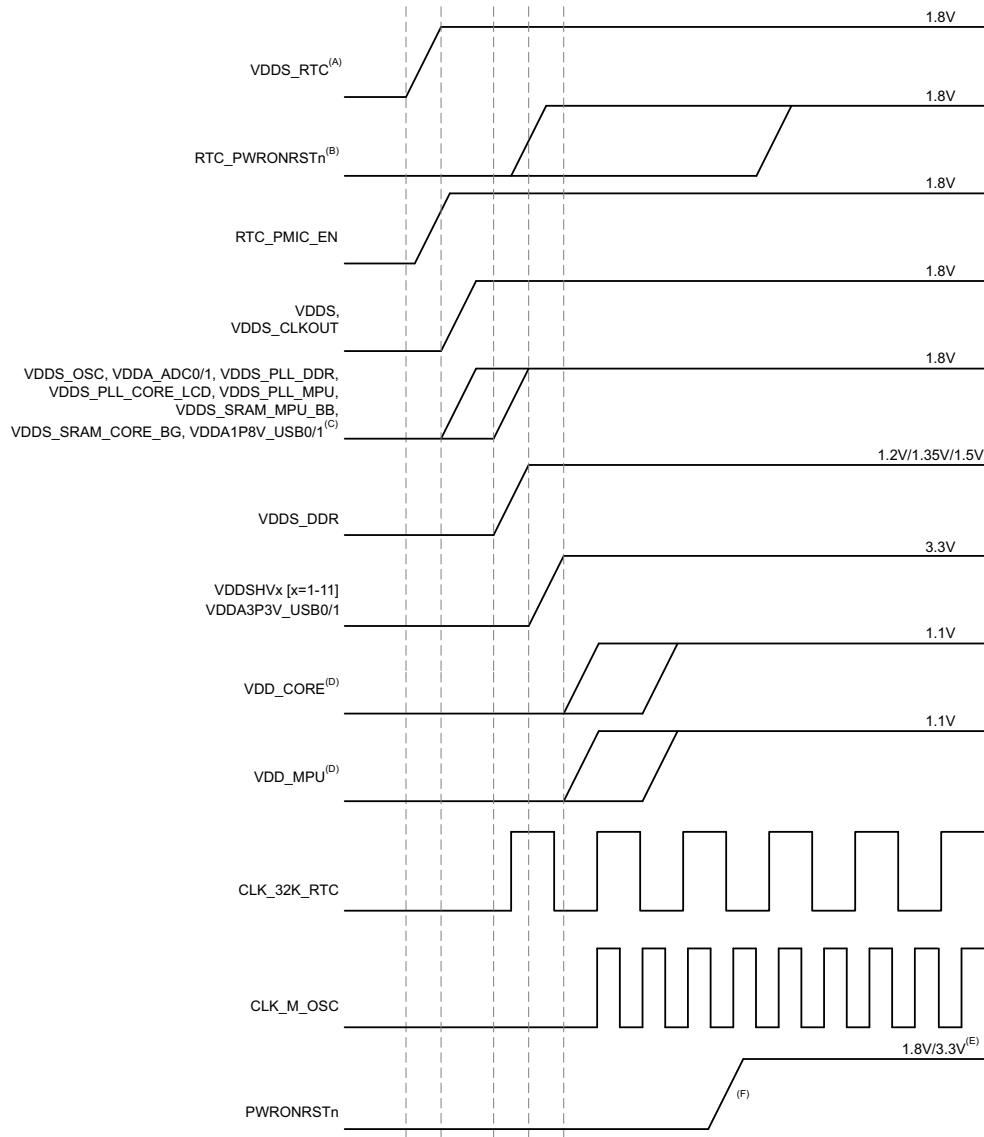 1.8V
VDDS_RTC(A)
1.8V
RTC_PWRONRSTn(B)
1.8V
RTC_PMIC_EN
1.8V
VDDS,
VDDS_CLKOUT
1.8V
VDDS_OSC, VDDA_ADC0/1, VDDS_PLL_DDR,
VDDS_PLL_CORE_LCD, VDDS_PLL_MPU,
VDDS_SRAM_MPU_BB,
VDDS_SRAM_CORE_BG, VDDA1P8V_USB0/1(C)
1.2V/1.35V/1.5V
VDDS_DDR
3.3V
VDDSHVx [x=1-11]
VDDA3P3V_USB0/1
1.1V
VDD_CORE(D)
1.1V
VDD_MPU(D)
CLK_32K_RTC
CLK_M_OSC
1.8V/3.3V(E)
(F)
PWRONRSTn